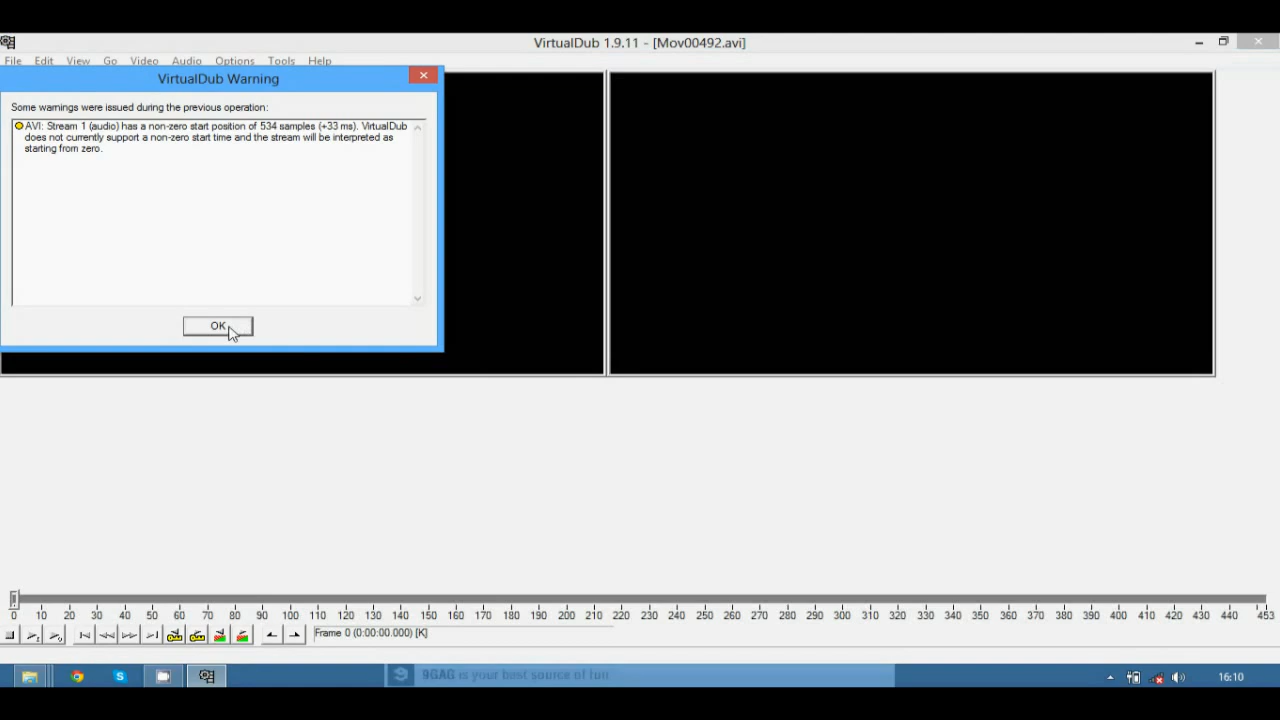 VirtualDub 1.9.11 - [Mov00492.avi]
File Edit View Go Video Audio Options Tools Help
VirtualDub Warning
Some warnings were issued during the previous operation:
AVI: Stream 1 (audio) has a non-zero start position of 534 samples (+33 ms). VirtualDub
does not currently support a non-zero start time and the stream will be interpreted as
starting from zero.
OK
0 10 20 30 40 50 60 70 80 90 100 110 120 130 140 150 160 170 180 190 200 210 220 230 240 250 260 270 280 290 300 310 320 330 340 350 360 370 380 390 400 410 420 430 440 453
Frame 0 (0:00:00.000) [K]
9GAG is your best source of fun
16:10